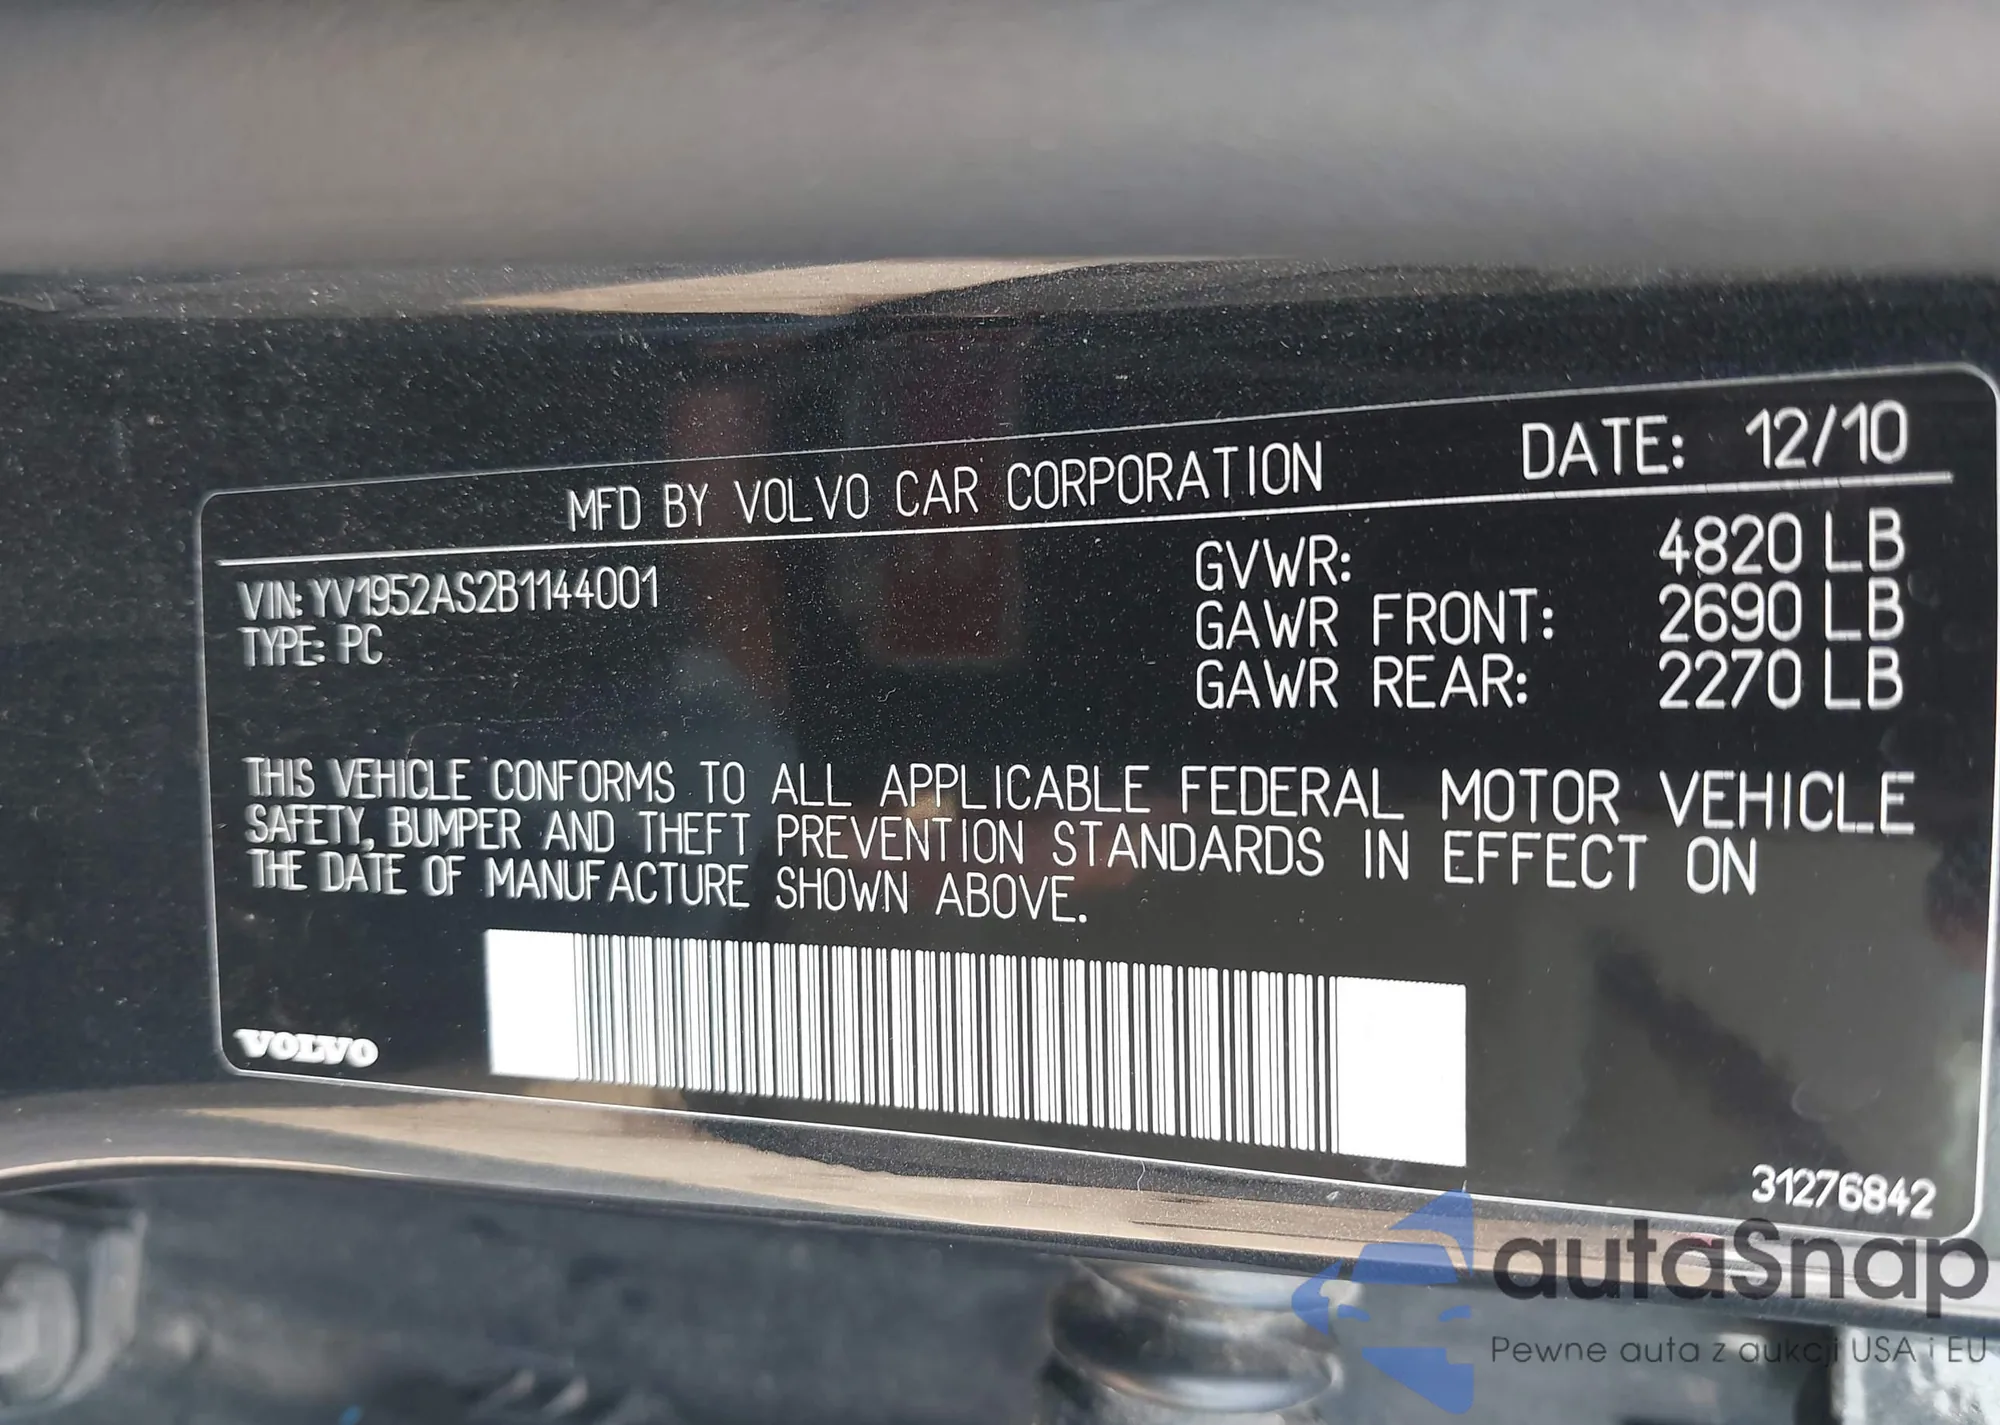 MFD BY VOLVO CAR CORPORATION DATE: 12/10
VIN: YV1952AS2B1144001
TYPE: PC
GVWR: 4820 LB
GAWR FRONT: 2690 LB
GAWR REAR: 2270 LB
THIS VEHICLE CONFORMS TO ALL APPLICABLE FEDERAL MOTOR VEHICLE
SAFETY, BUMPER AND THEFT PREVENTION STANDARDS IN EFFECT ON
THE DATE OF MANUFACTURE SHOWN ABOVE.
VOLVO
31276842
autaSnap
Pewne auta z aukcji USA i EU